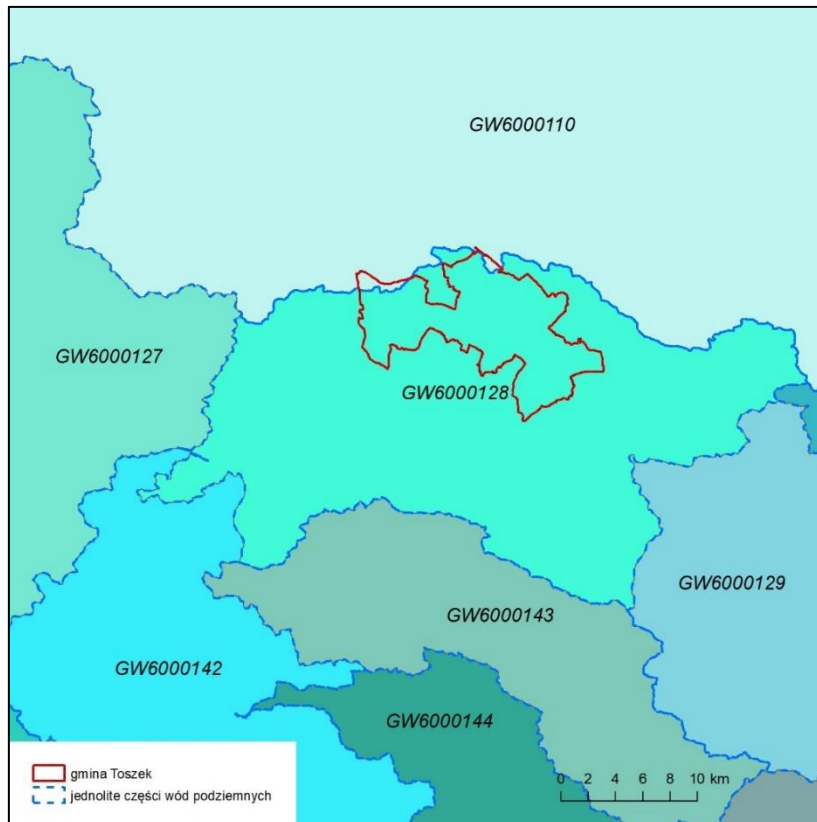 GW6000110
GW6000127
GW6000128
GW6000129
GW6000143
GW6000142
GW6000144
gmina Toszek
jednolite części wód podziemnych
0 2 4 6 8 10 km